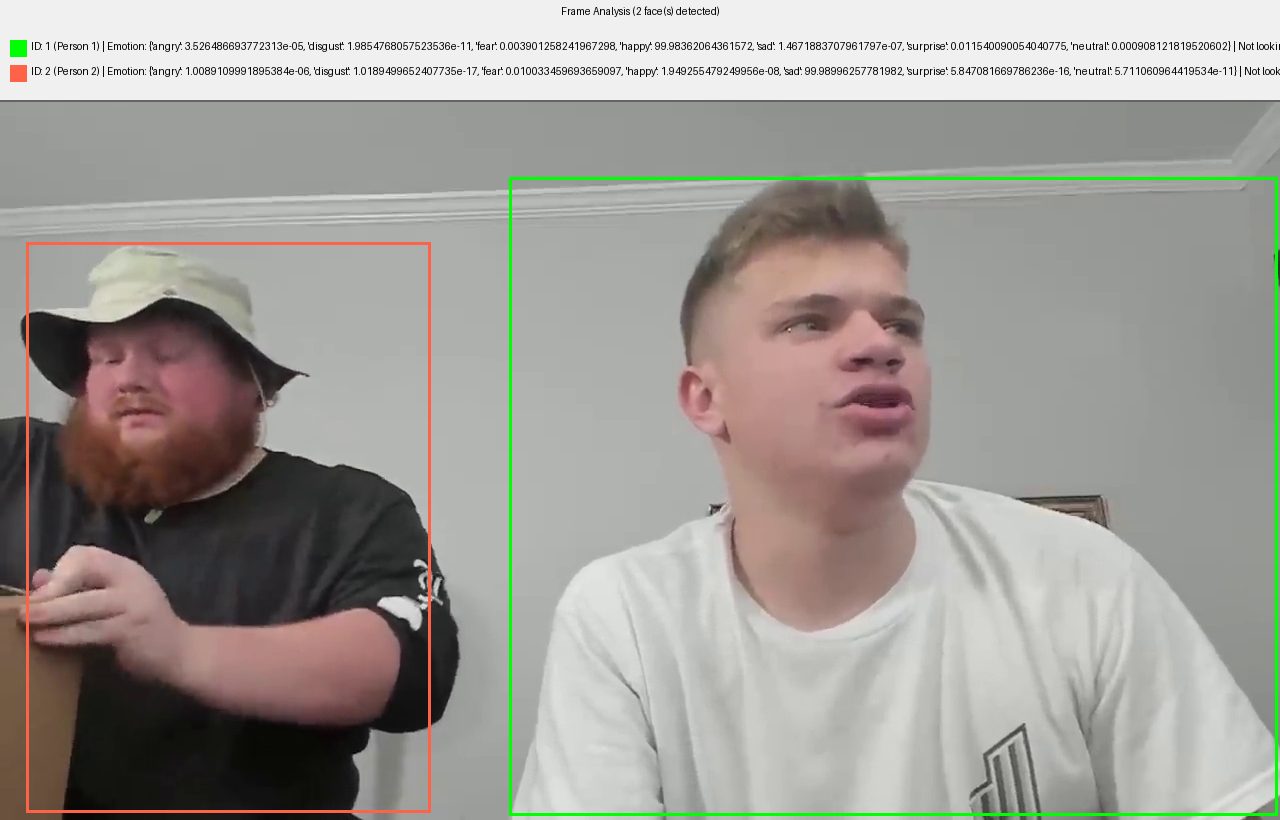 Frame Analysis (2 face(s) detected)
ID: 1 (Person 1) | Emotion: {'angry': 3.526486693772313e-05, 'disgust': 1.9854768057523536e-11, 'fear': 0.003901258241967298, 'happy': 99.98362064361572, 'sad': 1.4671883707961797e-07, 'surprise': 0.011540090054040775, 'neutral': 0.000908121819520602} | Not lookin
ID: 2 (Person 2) | Emotion: {'angry': 1.0089109991895384e-06, 'disgust': 1.0189499652407735e-17, 'fear': 0.010033459693659097, 'happy': 1.949255479249956e-08, 'sad': 99.98996257781982, 'surprise': 5.847081669786236e-16, 'neutral': 5.711060964419534e-11} | Not look